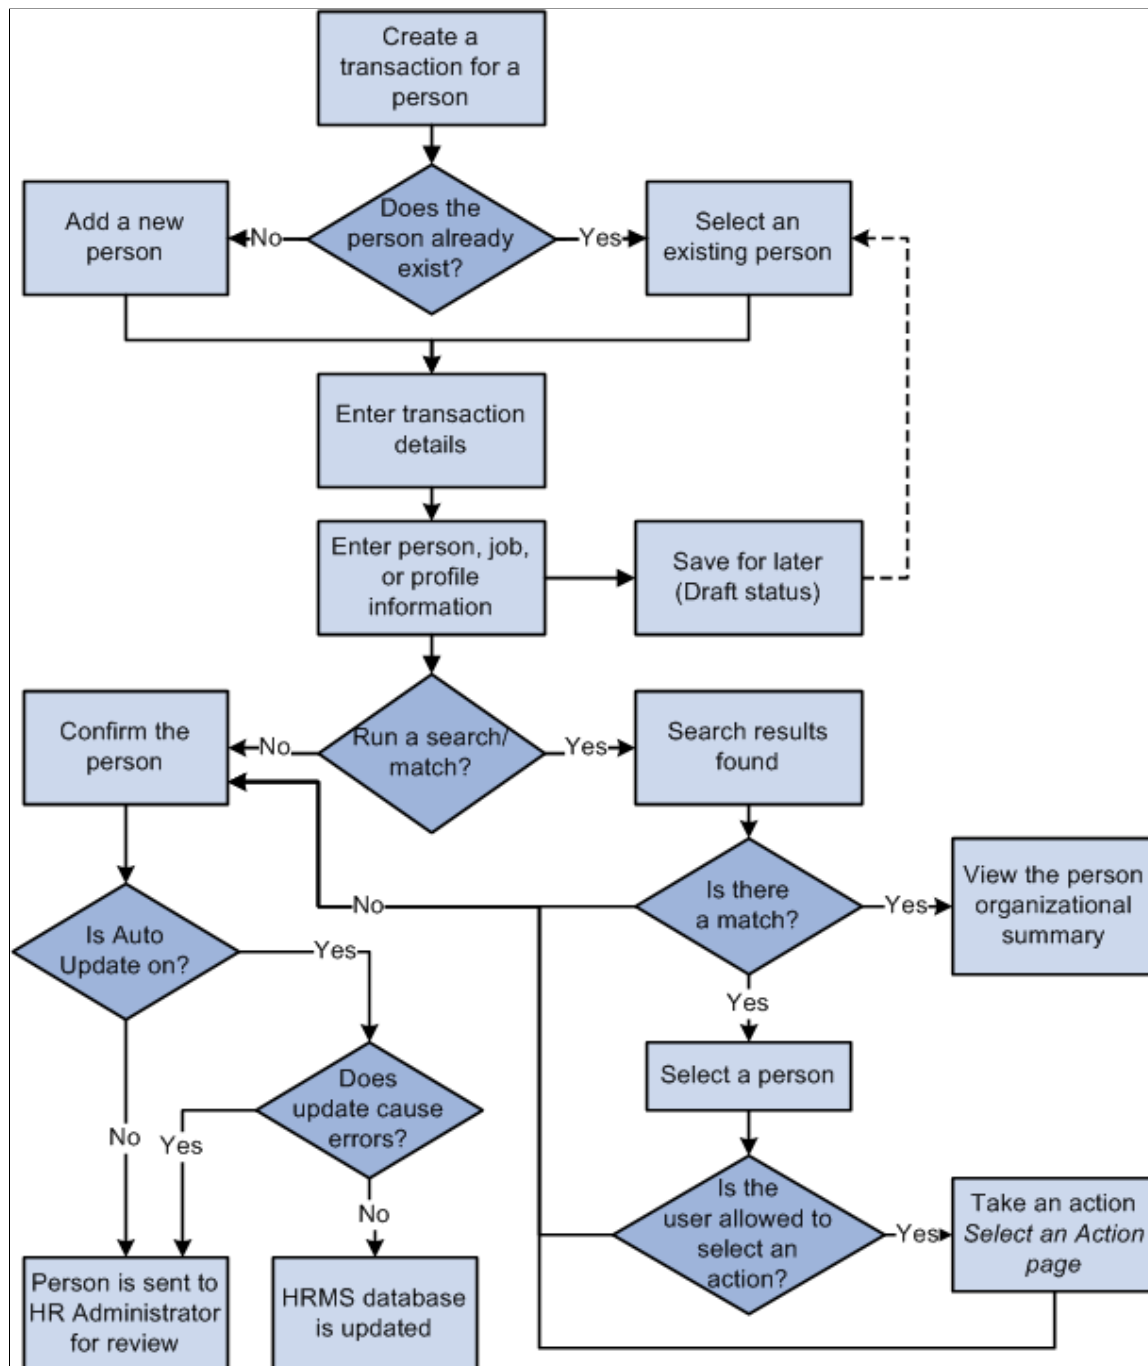 Create a
transaction for a
person
Does the
person already
exist?
No
Add a new
person
Yes
Select an
existing person
Enter transaction
details
Enter person, job,
or profile
information
Save for later
(Draft status)
Run a search/
match?
No
Confirm the
person
Yes
Search results
found
Is there
a match?
No
Yes
View the person
organizational
summary
Yes
Select a person
Is the
user allowed to
select an
action?
Yes
Take an action
Select an Action
page
Is Auto
Update on?
Yes
No
Does
update cause
errors?
Yes
No
Person is sent to
HR Administrator
for review
HRMS database
is updated